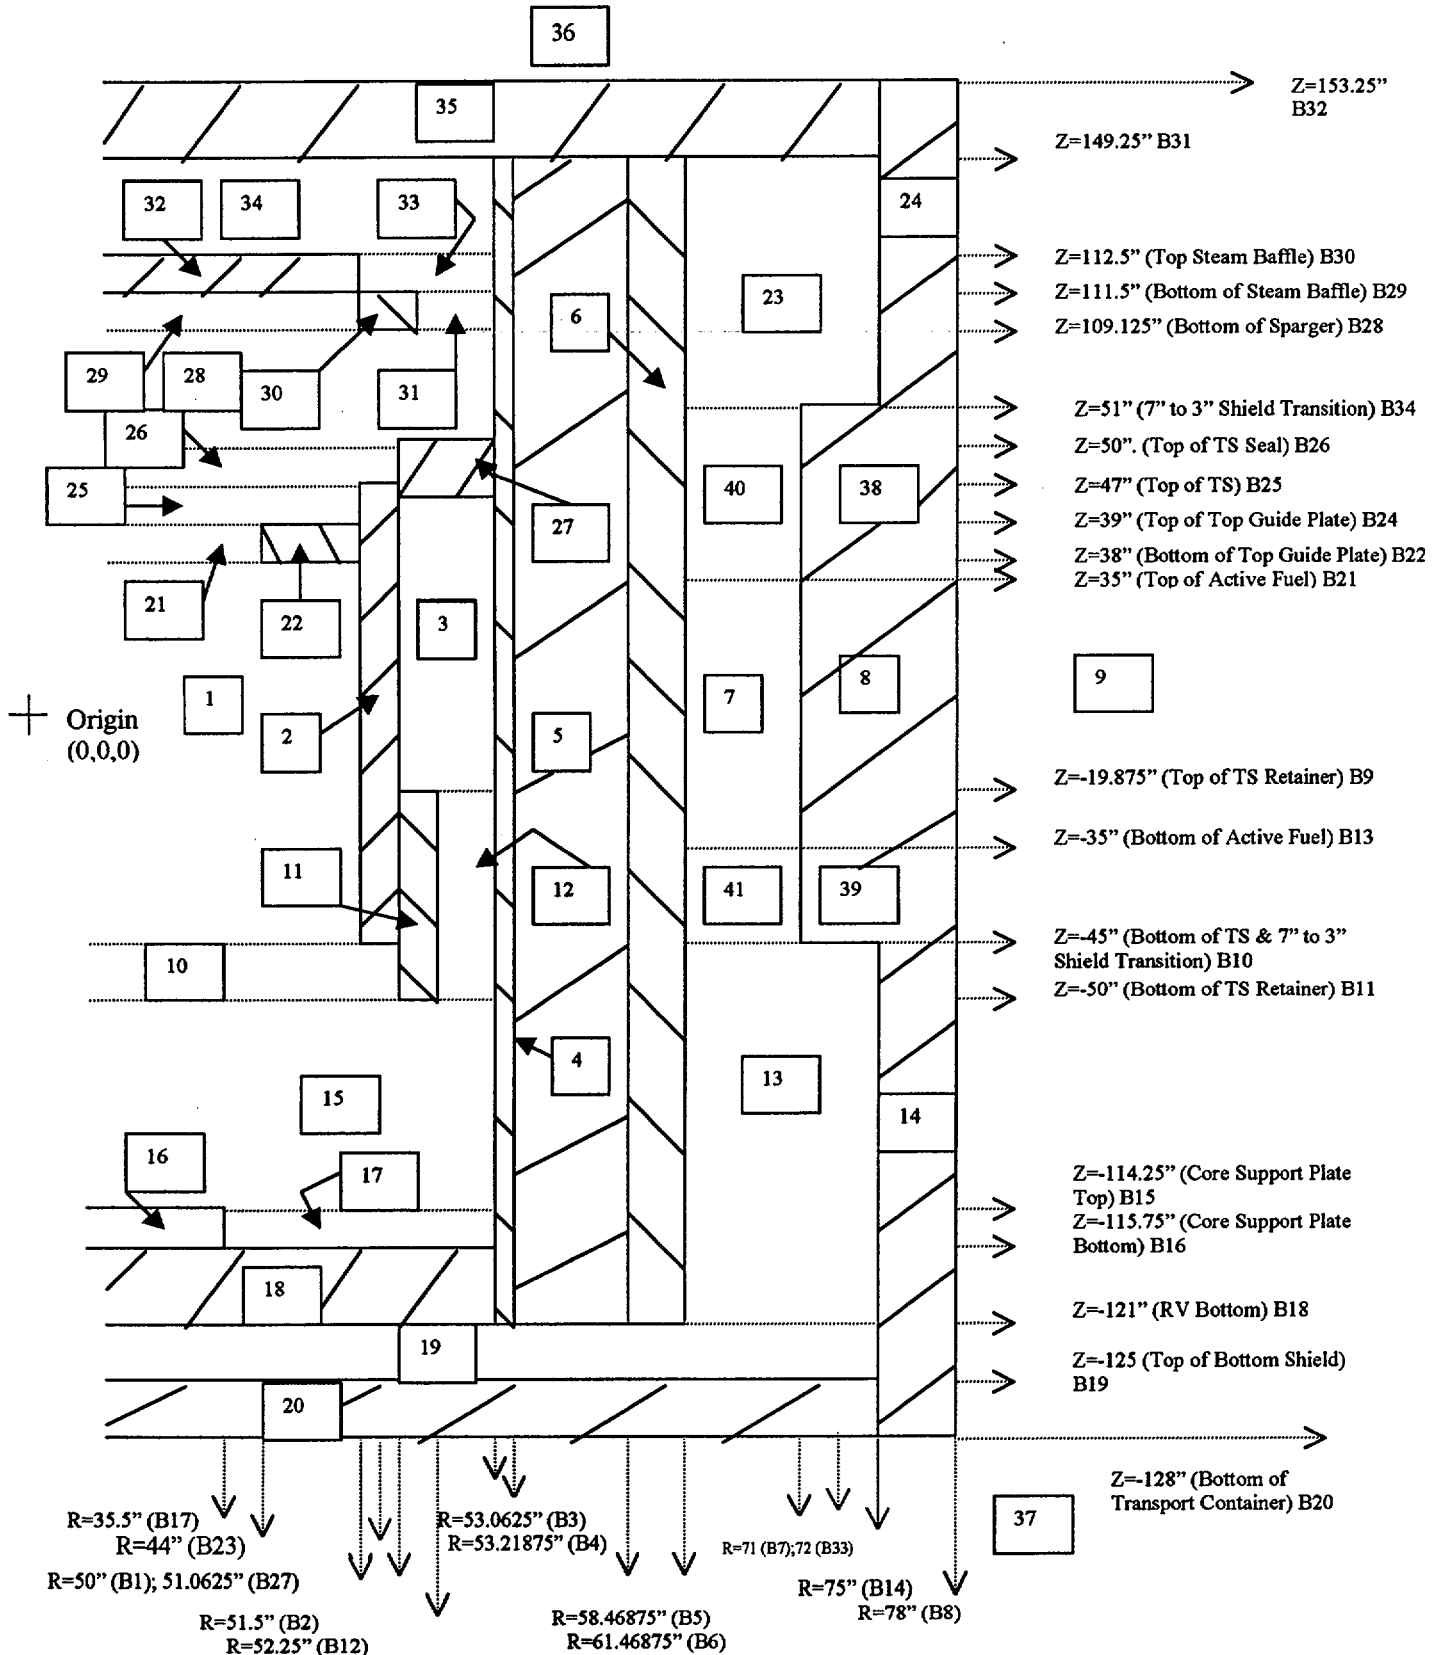 36
Z=153.25”
B32
35
Z=149.25” B31
32
34
33
24
Z=112.5” (Top Steam Baffle) B30
Z=111.5” (Bottom of Steam Baffle) B29
23
6
Z=109.125” (Bottom of Sparger) B28
29
28
30
31
Z=51” (7” to 3” Shield Transition) B34
26
Z=50”. (Top of TS Seal) B26
25
40
38
Z=47” (Top of TS) B25
27
Z=39” (Top of Top Guide Plate) B24
Z=38” (Bottom of Top Guide Plate) B22
Z=35” (Top of Active Fuel) B21
21
22
3
1
7
8
9
Origin
(0,0,0)
2
5
Z=-19.875” (Top of TS Retainer) B9
Z=-35” (Bottom of Active Fuel) B13
11
12
41
39
Z=-45” (Bottom of TS & 7” to 3”
Shield Transition) B10
10
Z=-50” (Bottom of TS Retainer) B11
4
13
15
14
16
17
Z=-114.25” (Core Support Plate
Top) B15
Z=-115.75” (Core Support Plate
Bottom) B16
18
Z=-121” (RV Bottom) B18
19
Z=-125 (Top of Bottom Shield)
B19
20
Z=-128” (Bottom of
Transport Container) B20
37
R=35.5” (B17)
R=44” (B23)
R=50” (B1); 51.0625” (B27)
R=51.5” (B2)
R=52.25” (B12)
R=53.0625” (B3)
R=53.21875” (B4)
R=58.46875” (B5)
R=61.46875” (B6)
R=71 (B7);72 (B33)
R=75” (B14)
R=78” (B8)